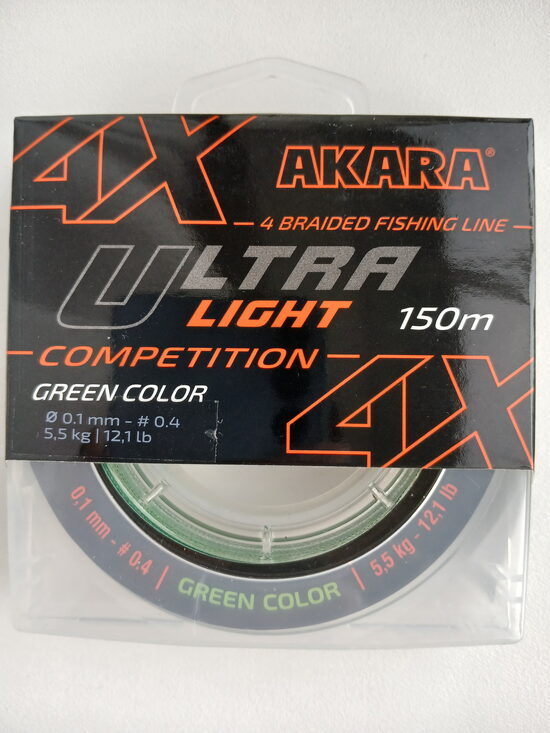 4X
AKARA®
4 BRAIDED FISHING LINE
ULTRA
LIGHT
150m
COMPETITION
4X
GREEN COLOR
Ø 0.1 mm - # 0.4
5,5 kg | 12,1 lb
0,1 mm - # 0.4 | GREEN COLOR | 5,5 kg - 12,1 lb